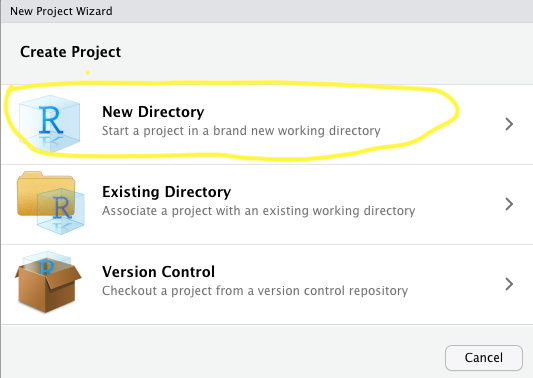 New Project Wizard
Create Project
R
New Directory
Start a project in a brand new working directory
R
Existing Directory
Associate a project with an existing working directory
Version Control
Checkout a project from a version control repository
Cancel